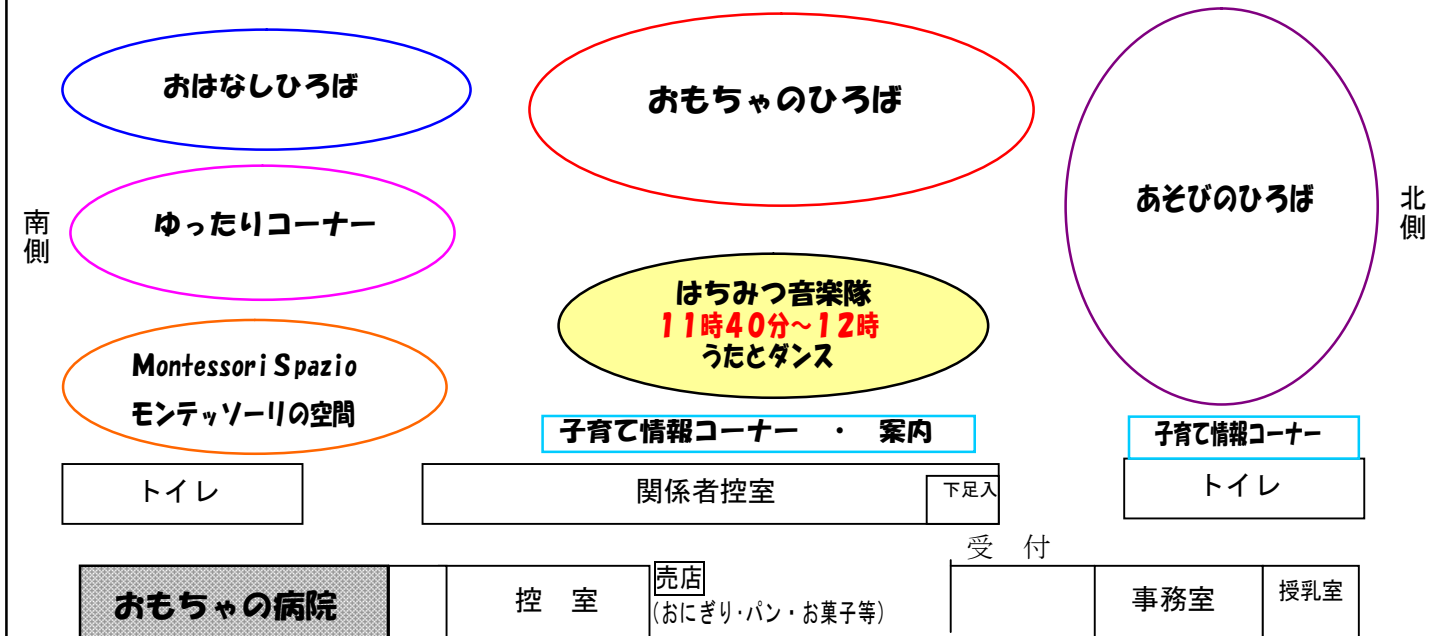 おはなしひろば
おもちゃのひろば
あそびのひろば
南側
ゆったりコーナー
北側
はちみつ音楽隊
11時40分~12時
うたとダンス
Montessori Spazio
モンテッソーリの空間
子育て情報コーナー ・ 案内
子育て情報コーナー
トイレ
関係者控室
下足入
トイレ
受 付
おもちゃの病院
控 室
売店
(おにぎり・パン・お菓子等)
事務室
授乳室